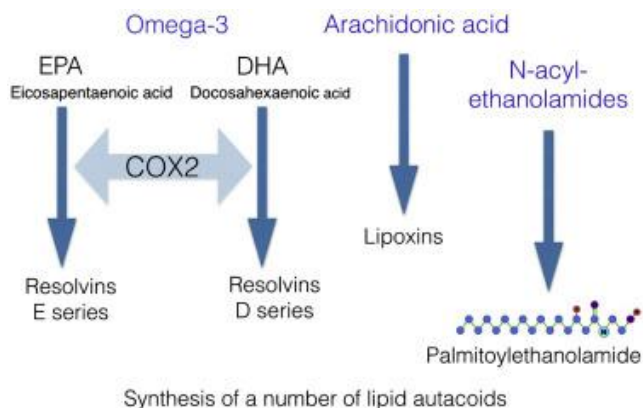 Omega-3
Arachidonic acid
EPA
Eicosapentaenoic acid
DHA
Docosahexaenoic acid
N-acyl-
ethanolamides
COX2
Lipoxins
Resolvins
E series
Resolvins
D series
N
Palmitoylethanolamide
Synthesis of a number of lipid autacoids